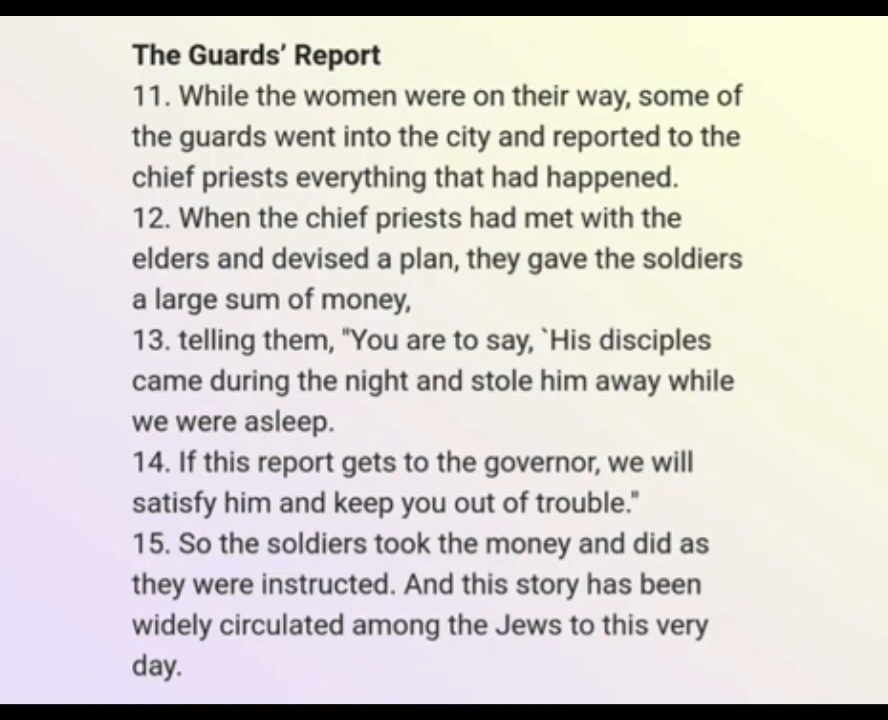 The Guards’ Report
11. While the women were on their way, some of
the guards went into the city and reported to the
chief priests everything that had happened.
12. When the chief priests had met with the
elders and devised a plan, they gave the soldiers
a large sum of money,
13. telling them, "You are to say, `His disciples
came during the night and stole him away while
we were asleep.
14. If this report gets to the governor, we will
satisfy him and keep you out of trouble."
15. So the soldiers took the money and did as
they were instructed. And this story has been
widely circulated among the Jews to this very
day.